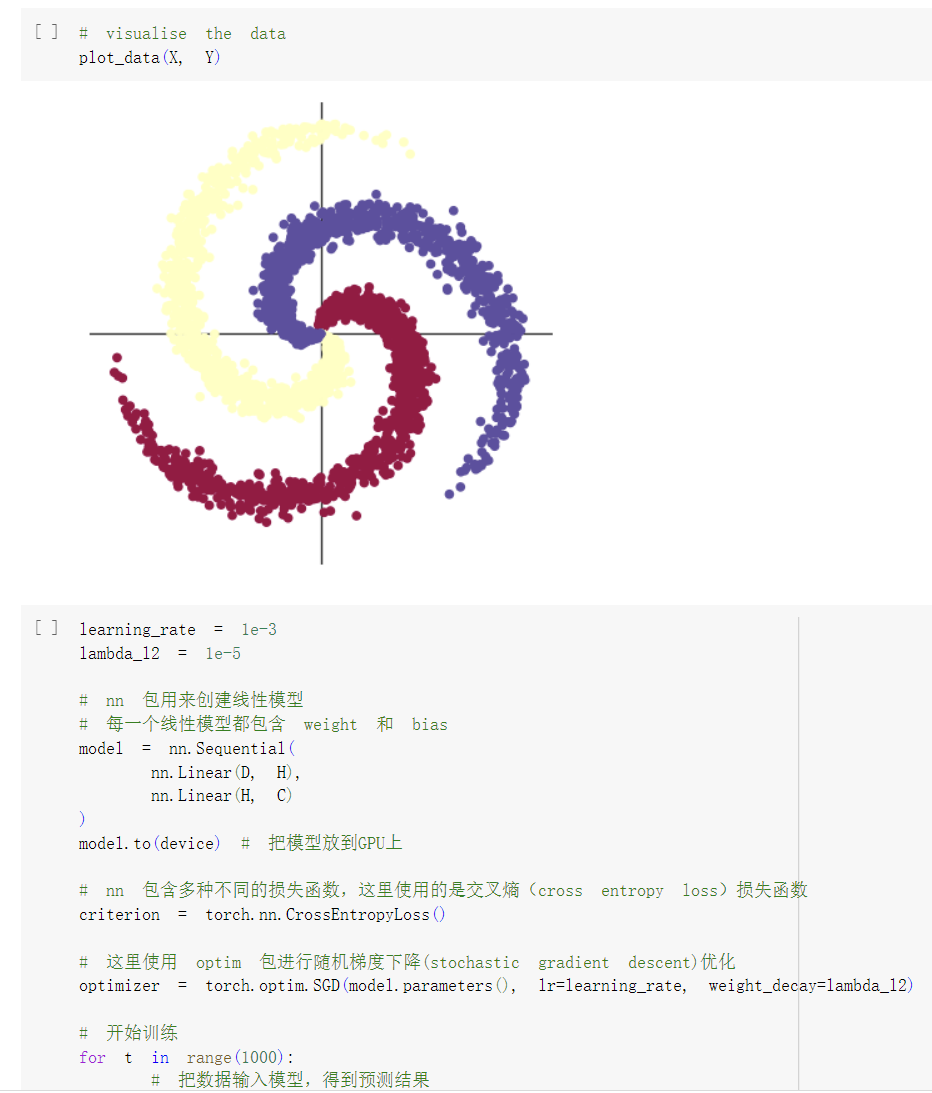 [ ] # visualise the data
plot_data(X, Y)
[ ] learning_rate = 1e-3
lambda_l2 = 1e-5
# nn 包用来创建线性模型
# 每一个线性模型都包含 weight 和 bias
model = nn.Sequential(
nn.Linear(D, H),
nn.Linear(H, C)
)
model.to(device) # 把模型放到GPU上
# nn 包含多种不同的损失函数，这里使用的是交叉熵（cross entropy loss）损失函数
criterion = torch.nn.CrossEntropyLoss()
# 这里使用 optim 包进行随机梯度下降(stochastic gradient descent)优化
optimizer = torch.optim.SGD(model.parameters(), lr=learning_rate, weight_decay=lambda_l2)
# 开始训练
for t in range(1000):
# 把数据输入模型，得到预测结果